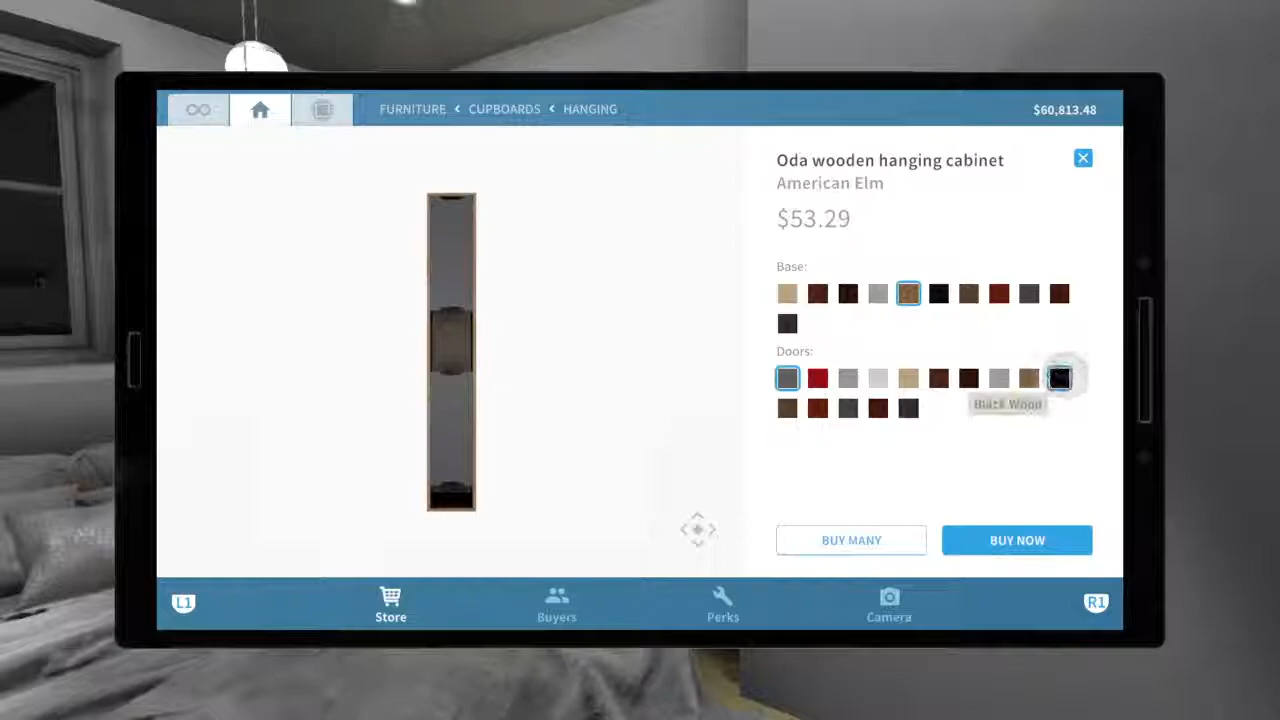 FURNITURE < CUPBOARDS < HANGING
$60,813.48
Oda wooden hanging cabinet
American Elm
$53.29
Base:
Doors:
Black Wood
BUY MANY
BUY NOW
L1
Store
Buyers
Perks
Camera
R1